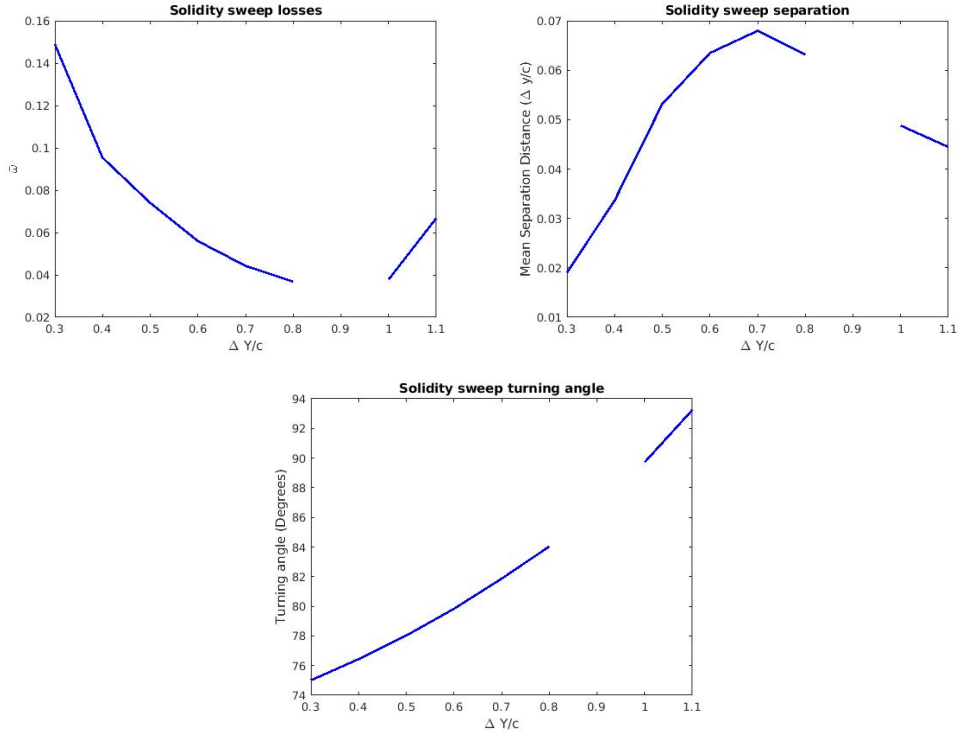 Solidity sweep losses
0.16
0.14
0.12
0.1
0.08
0.06
0.04
0.02
ω̄
0.3 0.4 0.5 0.6 0.7 0.8 0.9 1 1.1
Δ Y/c
Solidity sweep separation
0.07
0.06
0.05
0.04
0.03
0.02
0.01
Mean Separation Distance (Δ y/c)
0.3 0.4 0.5 0.6 0.7 0.8 0.9 1 1.1
Δ Y/c
Solidity sweep turning angle
94
92
90
88
86
84
82
80
78
76
74
Turning angle (Degrees)
0.3 0.4 0.5 0.6 0.7 0.8 0.9 1 1.1
Δ Y/c